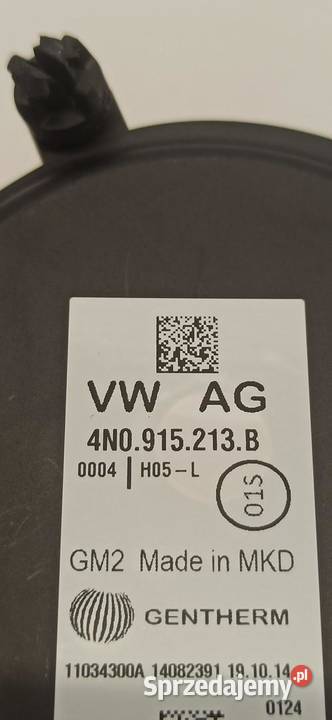 VW AG
4N0.915.213.B
0004 H05-L
01S
GM2 Made in MKD
GENTHERM
11034300A 14082391 19.10.14
0124
Sprzedajemy.pl